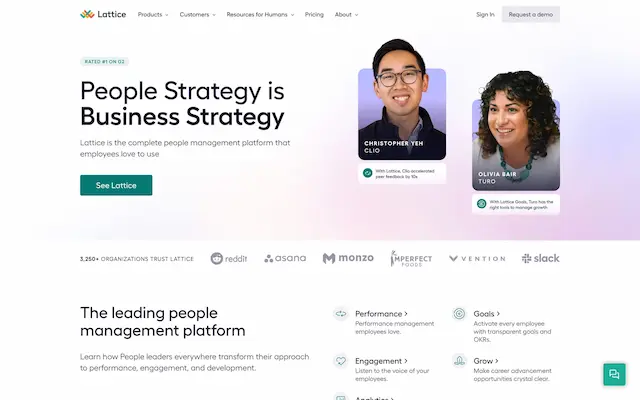 Lattice
Products
Customers
Resources for Humans
Pricing
About
Sign In
Request a demo
RATED #1 ON G2
People Strategy is
Business Strategy
Lattice is the complete people management platform that
employees love to use
See Lattice
CHRISTOPHER YEH
CLIO
With Lattice, Clio accelerated
peer feedback by 10x
OLIVIA BAIR
TURO
With Lattice Goals, Turo has the
right tools to manage growth
3,250+ ORGANIZATIONS TRUST LATTICE
reddit
asana
monzo
IMPERFECT
FOODS
VENTION
slack
The leading people
management platform
Learn how People leaders everywhere transform their approach
to performance, engagement, and development.
Performance >
Performance management
employees love.
Goals >
Activate every employee
with transparent goals and
OKRs.
Engagement >
Listen to the voice of your
employees.
Grow >
Make career advancement
opportunities crystal clear.
Analytics >